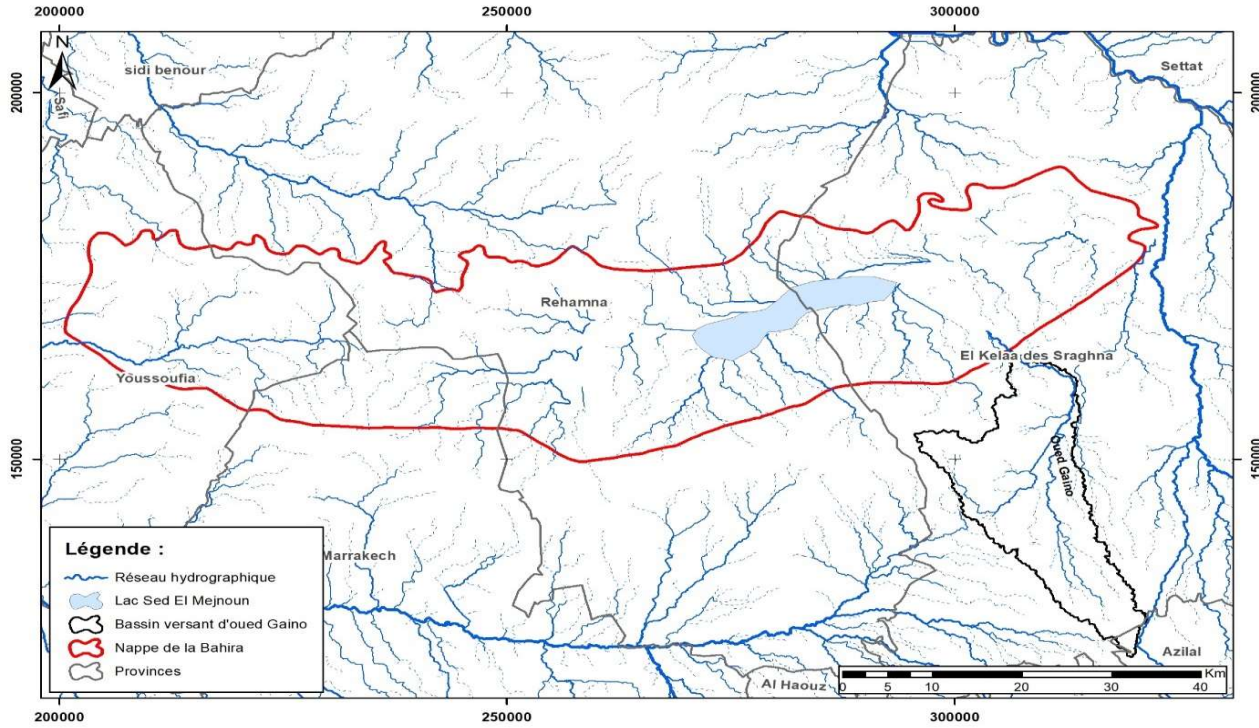 200000 250000 300000
N
sidi benour
Settat
Safi
200000
200000
Rehamna
El Kelaa des Sraghna
Youssoufia
150000
150000
Oued Gaino
Légende :
Réseau hydrographique
Lac Sed El Mejnoun
Bassin versant d'oued Gaino
Nappe de la Bahira
Provinces
Marrakech
Azilal
Al Haouz
Km
0 5 10 20 30 40
200000 250000 300000